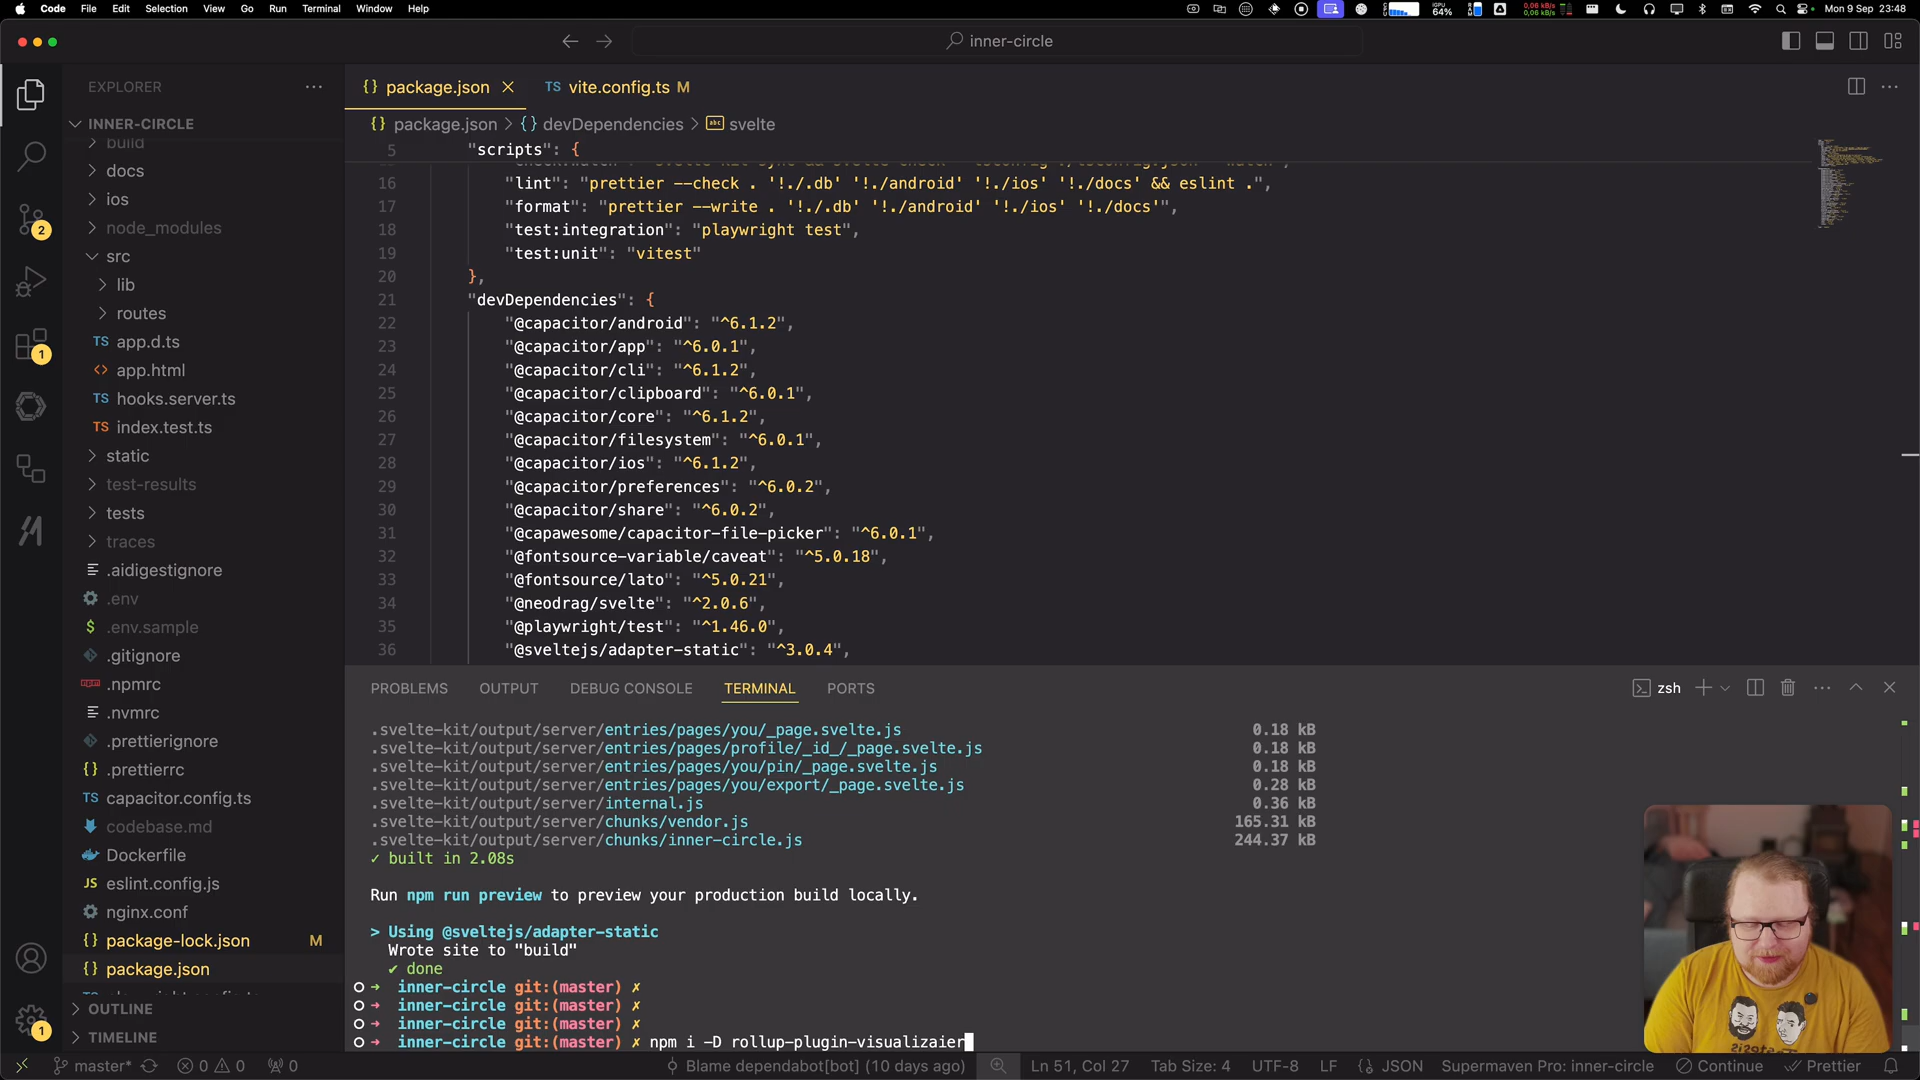 Code File Edit Selection View Go Run Terminal Window Help
64%
Mon 9 Sep 23:48
inner-circle
EXPLORER
INNER-CIRCLE
build
docs
ios
node_modules
src
lib
routes
TS app.d.ts
app.html
TS hooks.server.ts
TS index.test.ts
static
test-results
tests
traces
.aidigestignore
.env
.env.sample
.gitignore
.npmrc
.nvmrc
.prettierignore
.prettierrc
TS capacitor.config.ts
codebase.md
Dockerfile
JS eslint.config.js
nginx.conf
package-lock.json M
package.json
OUTLINE
TIMELINE
2
1
1
package.json
TS vite.config.ts M
package.json > devDependencies > svelte
5 "scripts": {
16 "lint": "prettier --check . '!./.db' '!./android' '!./ios' '!./docs' && eslint .",
17 "format": "prettier --write . '!./.db' '!./android' '!./ios' '!./docs'",
18 "test:integration": "playwright test",
19 "test:unit": "vitest"
20 },
21 "devDependencies": {
22 "@capacitor/android": "^6.1.2",
23 "@capacitor/app": "^6.0.1",
24 "@capacitor/cli": "^6.1.2",
25 "@capacitor/clipboard": "^6.0.1",
26 "@capacitor/core": "^6.1.2",
27 "@capacitor/filesystem": "^6.0.1",
28 "@capacitor/ios": "^6.1.2",
29 "@capacitor/preferences": "^6.0.2",
30 "@capacitor/share": "^6.0.2",
31 "@capawesome/capacitor-file-picker": "^6.0.1",
32 "@fontsource-variable/caveat": "^5.0.18",
33 "@fontsource/lato": "^5.0.21",
34 "@neodrag/svelte": "^2.0.6",
35 "@playwright/test": "^1.46.0",
36 "@sveltejs/adapter-static": "^3.0.4",
PROBLEMS OUTPUT DEBUG CONSOLE TERMINAL PORTS
zsh
.svelte-kit/output/server/entries/pages/you/_page.svelte.js 0.18 kB
.svelte-kit/output/server/entries/pages/profile/_id_/_page.svelte.js 0.18 kB
.svelte-kit/output/server/entries/pages/you/pin/_page.svelte.js 0.18 kB
.svelte-kit/output/server/entries/pages/you/export/_page.svelte.js 0.28 kB
.svelte-kit/output/server/internal.js 0.36 kB
.svelte-kit/output/server/chunks/vendor.js 165.31 kB
.svelte-kit/output/server/chunks/inner-circle.js 244.37 kB
✓ built in 2.08s
Run npm run preview to preview your production build locally.
> Using @sveltejs/adapter-static
Wrote site to "build"
✔ done
→ inner-circle git:(master) ✗
→ inner-circle git:(master) ✗
→ inner-circle git:(master) ✗
→ inner-circle git:(master) ✗ npm i -D rollup-plugin-visualizaier
master* 0 0 0
Blame dependabot[bot] (10 days ago)
Ln 51, Col 27 Tab Size: 4 UTF-8 LF JSON Supermaven Pro: inner-circle Continue Prettier